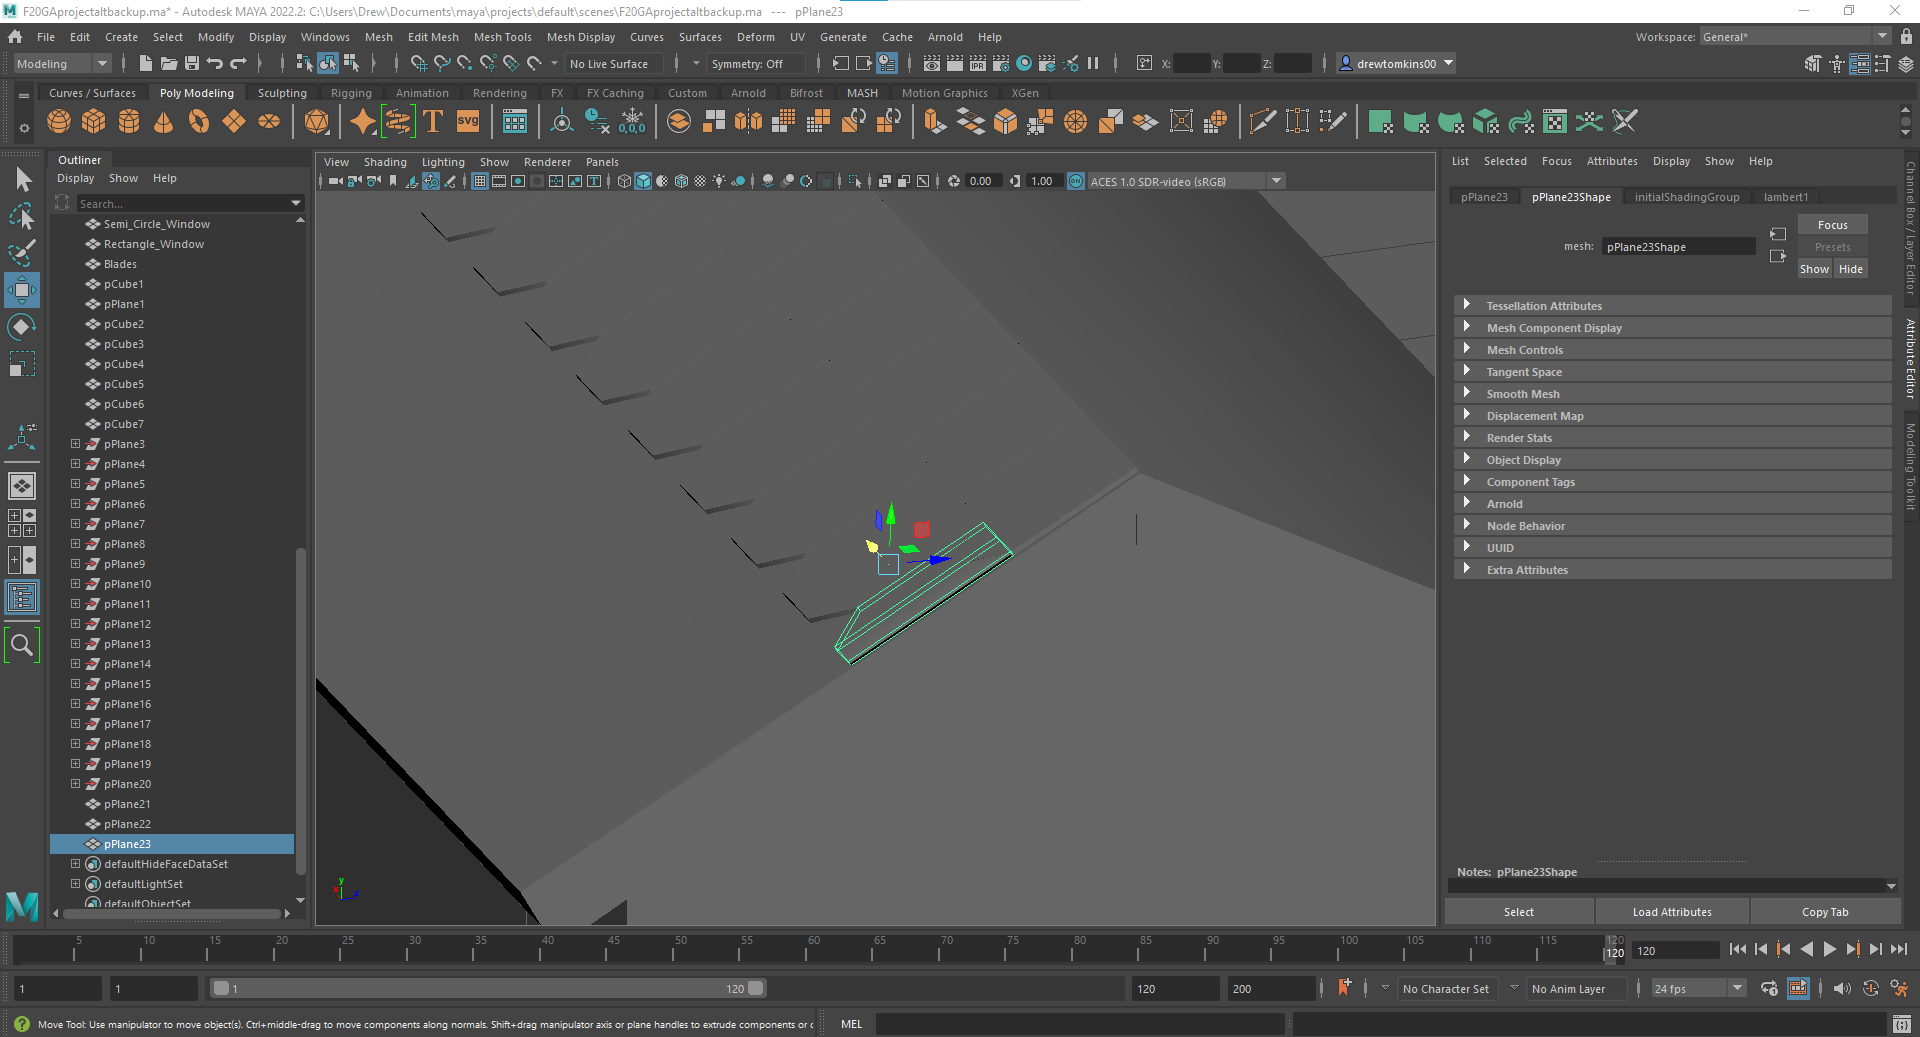 F20GAprojectaltbackup.ma* - Autodesk MAYA 2022.2: C:\Users\Drew\Documents\maya\projects\default\scenes\F20GAprojectaltbackup.ma --- pPlane23
File Edit Create Select Modify Display Windows Mesh Edit Mesh Mesh Tools Mesh Display Curves Surfaces Deform UV Generate Cache Arnold Help Workspace: General*
Modeling No Live Surface Symmetry: Off IPR X: Y: Z: drewtomkins00
Curves / Surfaces Poly Modeling Sculpting Rigging Animation Rendering FX FX Caching Custom Arnold Bifrost MASH Motion Graphics XGen
T SVG 0,0,0
Outliner
Display Show Help
Search...
Semi_Circle_Window
Rectangle_Window
Blades
pCube1
pPlane1
pCube2
pCube3
pCube4
pCube5
pCube6
pCube7
pPlane3
pPlane4
pPlane5
pPlane6
pPlane7
pPlane8
pPlane9
pPlane10
pPlane11
pPlane12
pPlane13
pPlane14
pPlane15
pPlane16
pPlane17
pPlane18
pPlane19
pPlane20
pPlane21
pPlane22
pPlane23
defaultHideFaceDataSet
defaultLightSet
defaultObjectSet
View Shading Lighting Show Renderer Panels
0.00 1.00 ON ACES 1.0 SDR-video (sRGB)
y
x z
List Selected Focus Attributes Display Show Help
pPlane23 pPlane23Shape initialShadingGroup lambert1
mesh: pPlane23Shape
Focus
Presets
Show Hide
Tessellation Attributes
Mesh Component Display
Mesh Controls
Tangent Space
Smooth Mesh
Displacement Map
Render Stats
Object Display
Component Tags
Arnold
Node Behavior
UUID
Extra Attributes
Notes: pPlane23Shape
Select Load Attributes Copy Tab
Channel Box / Layer Editor
Attribute Editor
Modeling Toolkit
5 10 15 20 25 30 35 40 45 50 55 60 65 70 75 80 85 90 95 100 105 110 115 120
120 120
1 1 1 120 120 200 No Character Set No Anim Layer 24 fps
Move Tool: Use manipulator to move object(s). Ctrl+middle-drag to move components along normals. Shift+drag manipulator axis or plane handles to extrude components or c
MEL